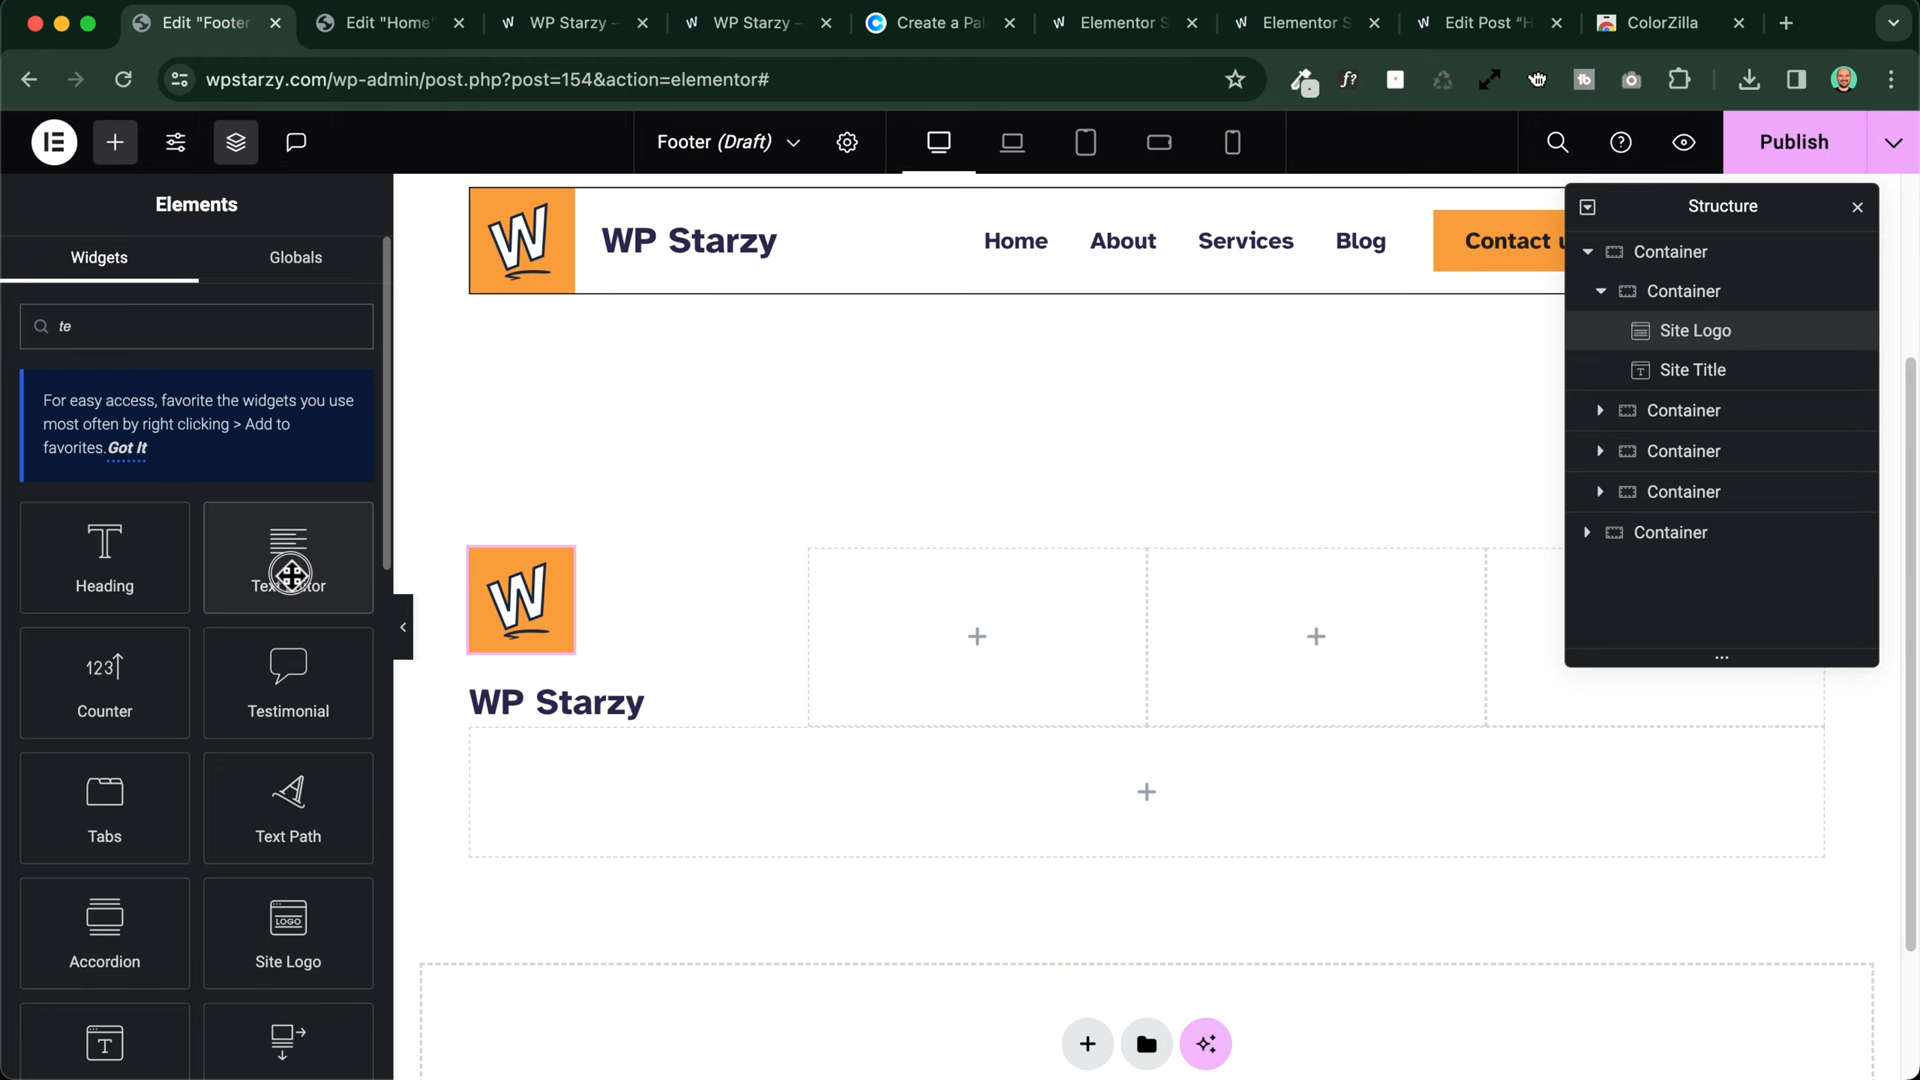 Edit "Footer
Edit "Home"
WP Starzy -
WP Starzy -
Create a Pal
Elementor S
Elementor S
Edit Post "H
ColorZilla
wpstarzy.com/wp-admin/post.php?post=154&action=elementor#
Footer (Draft)
Publish
Elements
Widgets
Globals
te
For easy access, favorite the widgets you use
most often by right clicking > Add to
favorites. Got It
Heading
Counter
Testimonial
Tabs
Text Path
Accordion
LOGO
Site Logo
123
W
WP Starzy
Home
About
Services
Blog
Contact u
W
WP Starzy
Structure
Container
Container
Site Logo
Site Title
Container
Container
Container
Container